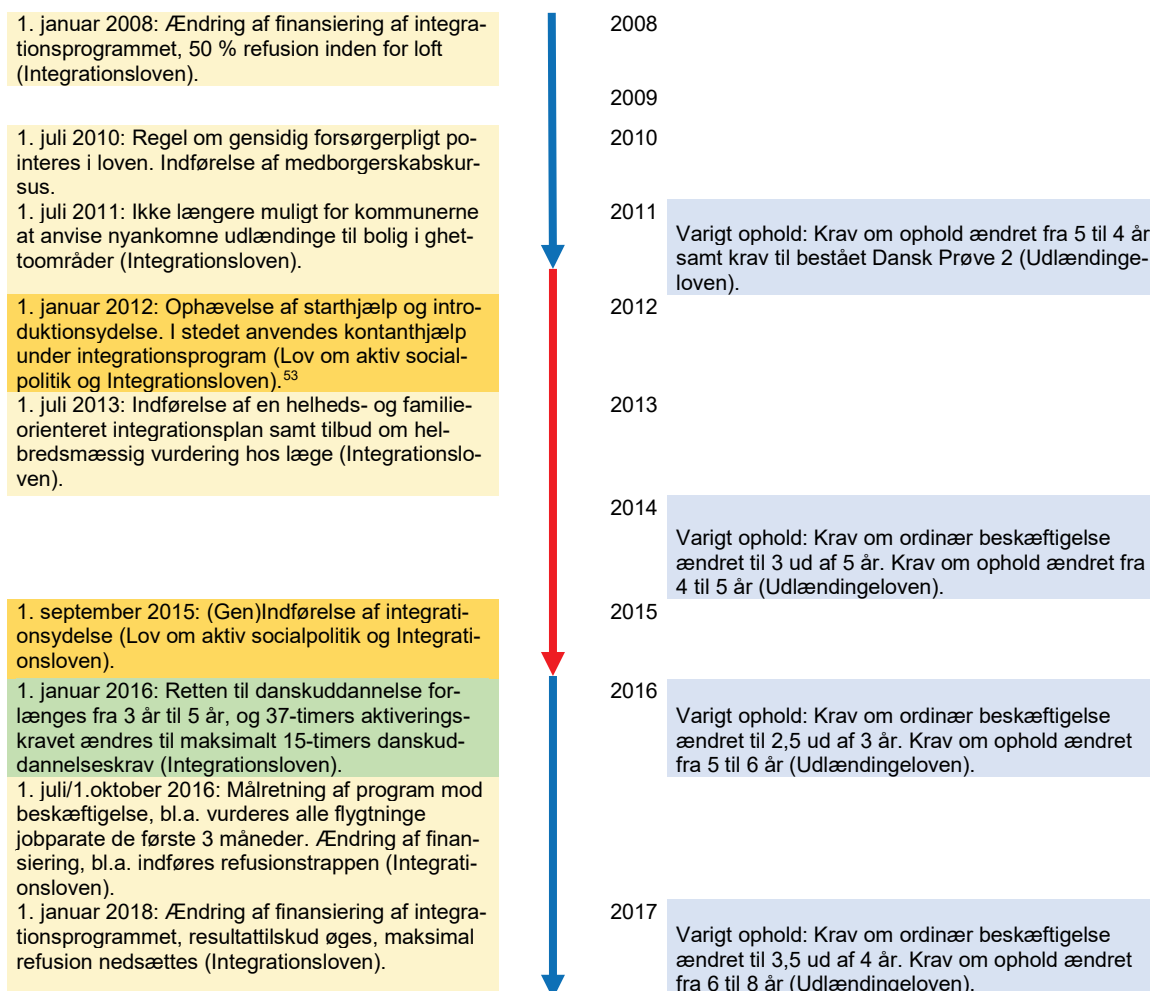 1. januar 2008: Ændring af finansiering af integra-
tionsprogrammet, 50 % refusion inden for loft
(Integrationsloven).
2008
2009
1. juli 2010: Regel om gensidig forsørgerpligt po-
interes i loven. Indførelse af medborgerskabskur-
sus.
2010
1. juli 2011: Ikke længere muligt for kommunerne
at anvise nyankomne udlændinge til bolig i ghet-
toområder (Integrationsloven).
2011
Varigt ophold: Krav om ophold ændret fra 5 til 4 år
samt krav til bestået Dansk Prøve 2 (Udlændinge-
loven).
1. januar 2012: Ophævelse af starthjælp og intro-
duktionsydelse. I stedet anvendes kontanthjælp
under integrationsprogram (Lov om aktiv social-
politik og Integrationsloven).53
2012
1. juli 2013: Indførelse af en helheds- og familie-
orienteret integrationsplan samt tilbud om hel-
bredsmæssig vurdering hos læge (Integrationslo-
ven).
2013
2014
Varigt ophold: Krav om ordinær beskæftigelse
ændret til 3 ud af 5 år. Krav om ophold ændret fra
4 til 5 år (Udlændingeloven).
1. september 2015: (Gen)Indførelse af integrati-
onsydelse (Lov om aktiv socialpolitik og Integrati-
onsloven).
2015
1. januar 2016: Retten til danskuddannelse for-
længes fra 3 år til 5 år, og 37-timers aktiverings-
kravet ændres til maksimalt 15-timers danskud-
dannelseskrav (Integrationsloven).
2016
Varigt ophold: Krav om ordinær beskæftigelse
ændret til 2,5 ud af 3 år. Krav om ophold ændret
fra 5 til 6 år (Udlændingeloven).
1. juli/1.oktober 2016: Målretning af program mod
beskæftigelse, bl.a. vurderes alle flygtninge
jobparate de første 3 måneder. Ændring af finan-
siering, bl.a. indføres refusionstrappen (Integrati-
onsloven).
1. januar 2018: Ændring af finansiering af integra-
tionsprogrammet, resultattilskud øges, maksimal
refusion nedsættes (Integrationsloven).
2017
Varigt ophold: Krav om ordinær beskæftigelse
ændret til 3,5 ud af 4 år. Krav om ophold ændret
fra 6 til 8 år (Udlændingeloven).